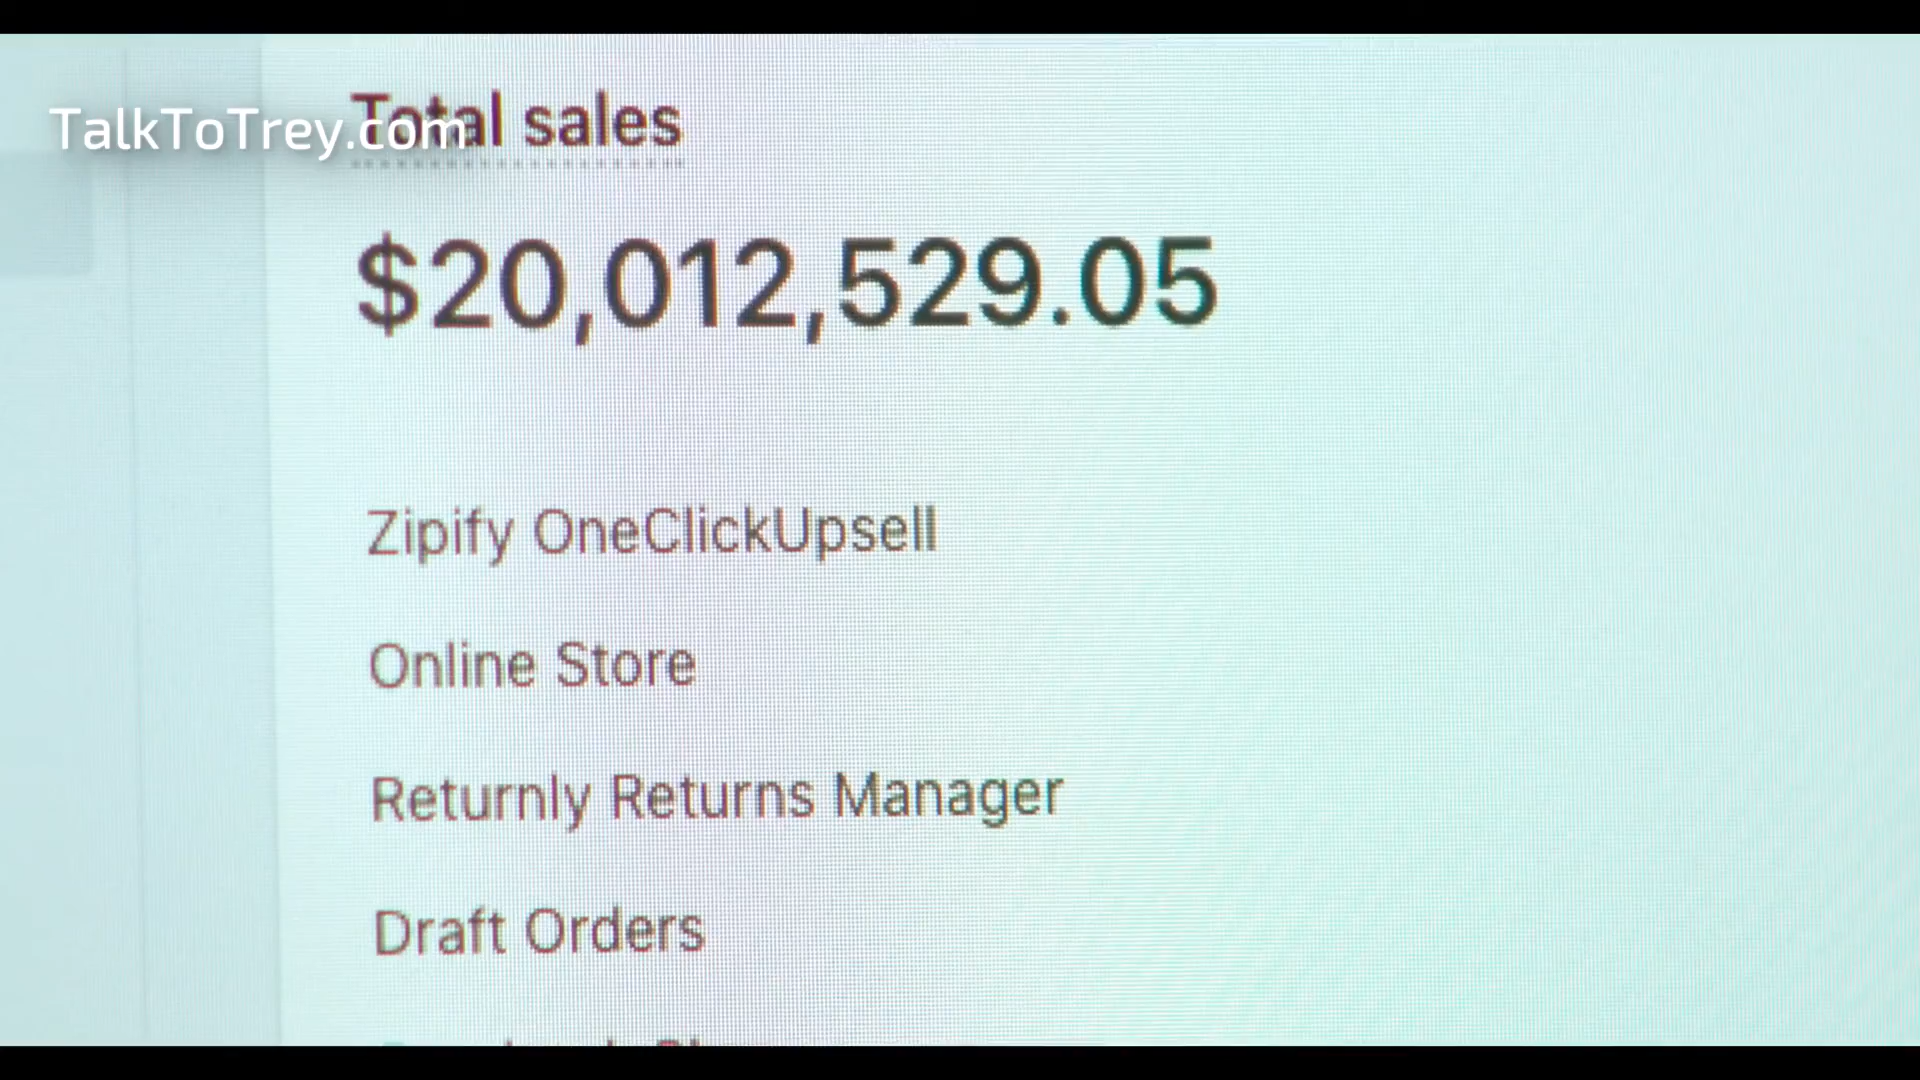 TalkToTrey.com
Total sales
$20,012,529.05
Zipify OneClickUpsell
Online Store
Returnly Returns Manager
Draft Orders